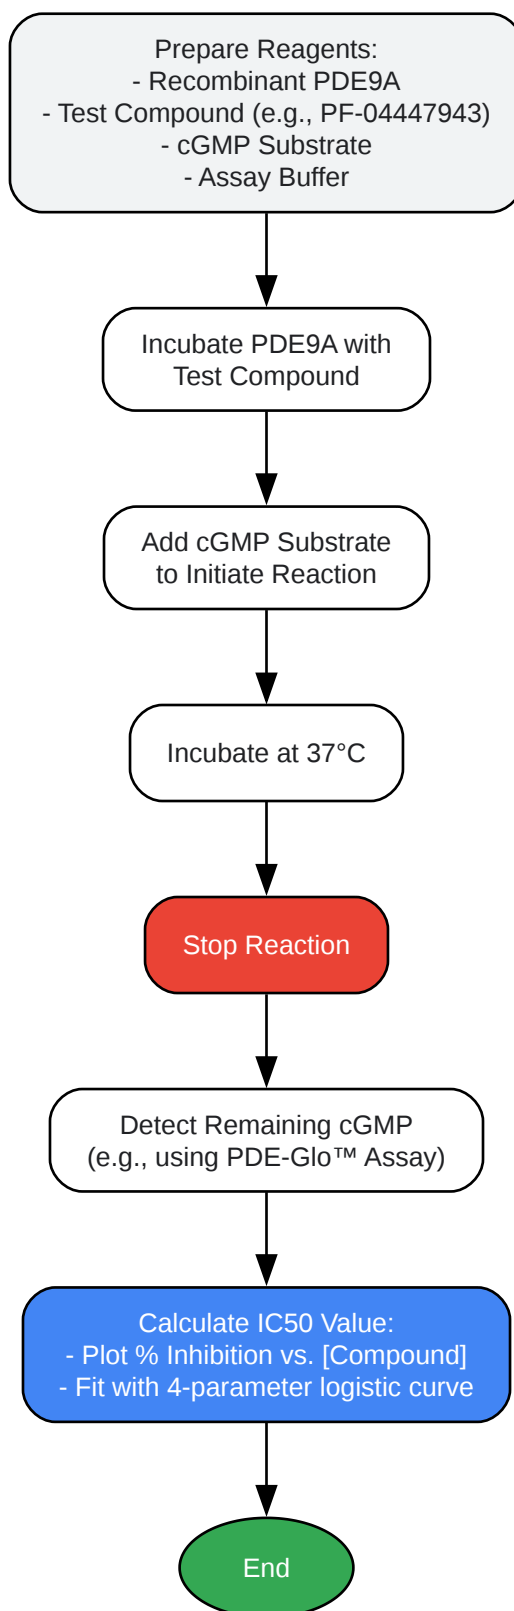 Prepare Reagents:
- Recombinant PDE9A
- Test Compound (e.g., PF-04447943)
- cGMP Substrate
- Assay Buffer
Incubate PDE9A with
Test Compound
Add cGMP Substrate
to Initiate Reaction
Incubate at 37°C
Stop Reaction
Detect Remaining cGMP
(e.g., using PDE-Glo™ Assay)
Calculate IC50 Value:
- Plot % Inhibition vs. [Compound]
- Fit with 4-parameter logistic curve
End